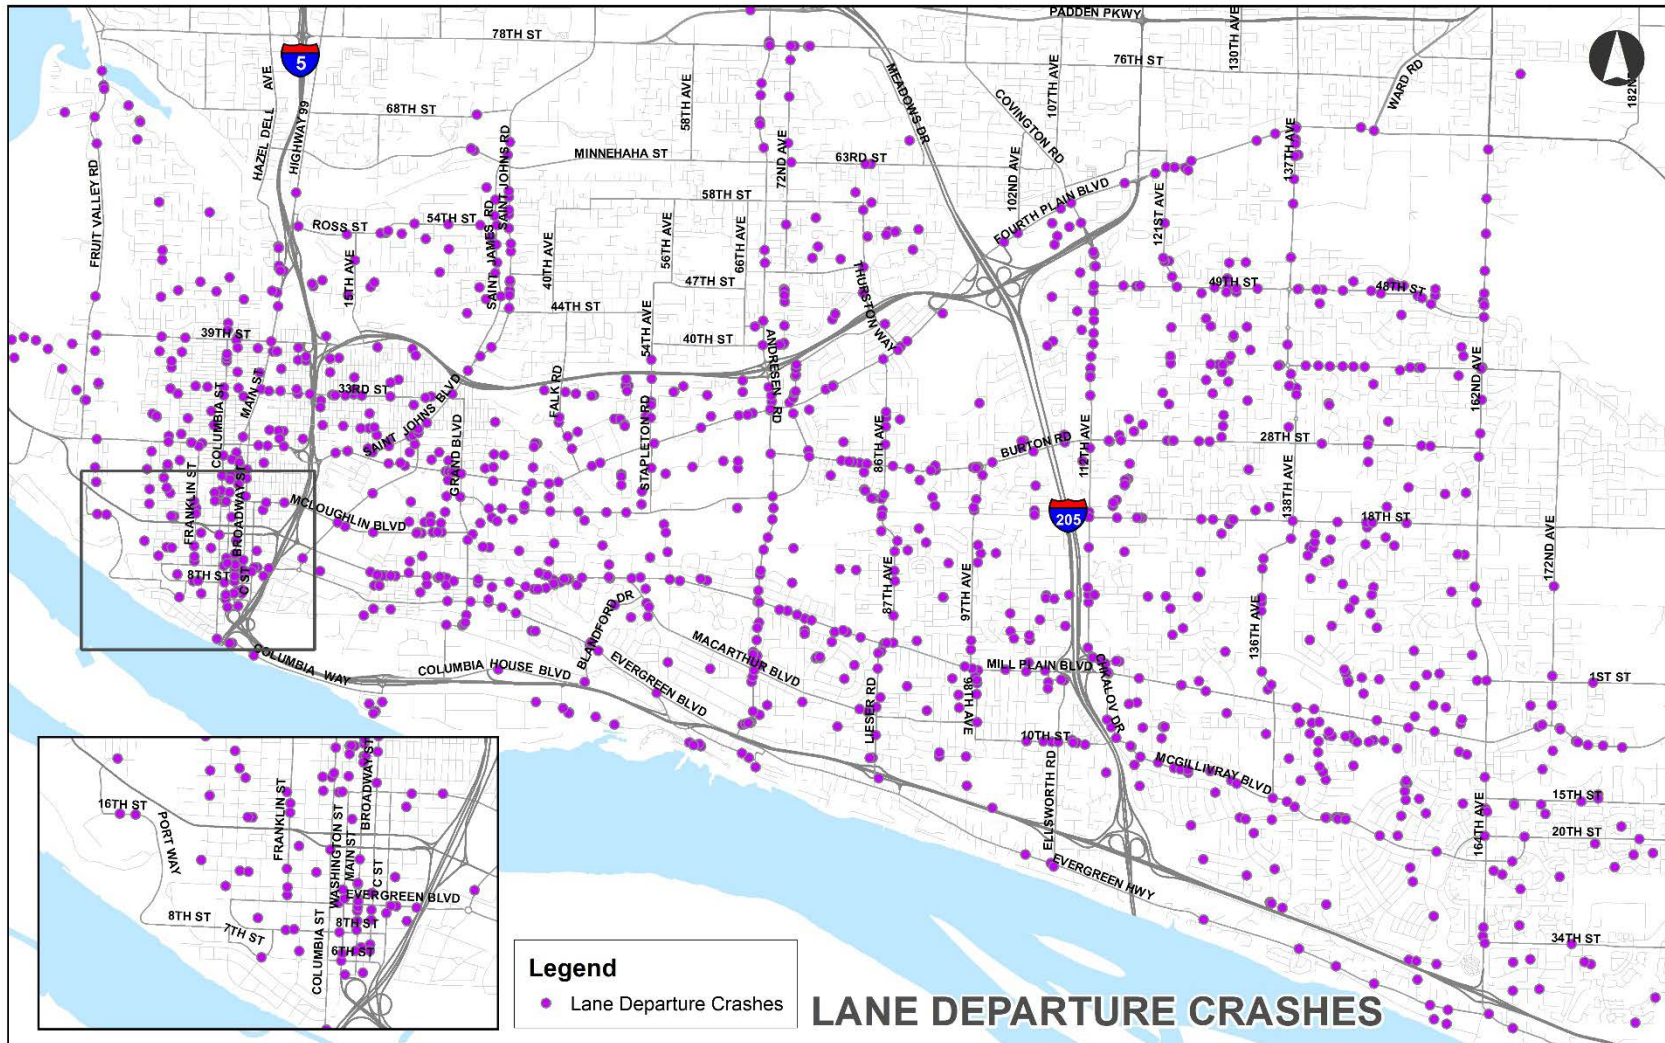 PADDEN PKWY
78TH ST
130TH AVE
5
76TH ST
HAZEL DELL AVE
HIGHWAY 99
58TH AVE
MEADOWS DR
107TH AVE
WARD RD
COVINGTON RD
68TH ST
SAINT JOHNS RD
MINNEHAHA ST
72ND AVE
63RD ST
137TH AVE
FRUIT VALLEY RD
102ND AVE
FOURTH PLAIN BLVD
58TH ST
54TH ST
ROSS ST
SAINT JAMES RD
121ST AVE
40TH AVE
56TH AVE
66TH AVE
15TH AVE
THURSTON WAY
47TH ST
49TH ST
48TH ST
44TH ST
39TH ST
54TH AVE
40TH ST
ANDRESEN RD
162ND AVE
MAIN ST
33RD ST
COLUMBIA ST
FALK RD
SAINT JOHNS BLVD
STAPLETON RD
86TH AVE
BURTON RD
112TH AVE
28TH ST
GRAND BLVD
FRANKLIN ST
BROADWAY ST
138TH AVE
MCLOUGHLIN BLVD
205
18TH ST
172ND AVE
8TH ST
C ST
87TH AVE
97TH AVE
BLANDFORD DR
136TH AVE
COLUMBIA WAY
COLUMBIA HOUSE BLVD
EVERGREEN BLVD
MACARTHUR BLVD
MILL PLAIN BLVD
CHKALOV DR
1ST ST
LIESER RD
98TH AVE
10TH ST
MCGILLIVRAY BLVD
ELLSWORTH RD
15TH ST
164TH AVE
20TH ST
EVERGREEN HWY
34TH ST
BROADWAY ST
16TH ST
PORT WAY
FRANKLIN ST
WASHINGTON ST
MAIN ST
C ST
EVERGREEN BLVD
8TH ST
8TH ST
7TH ST
COLUMBIA ST
6TH ST
Legend
Lane Departure Crashes
LANE DEPARTURE CRASHES